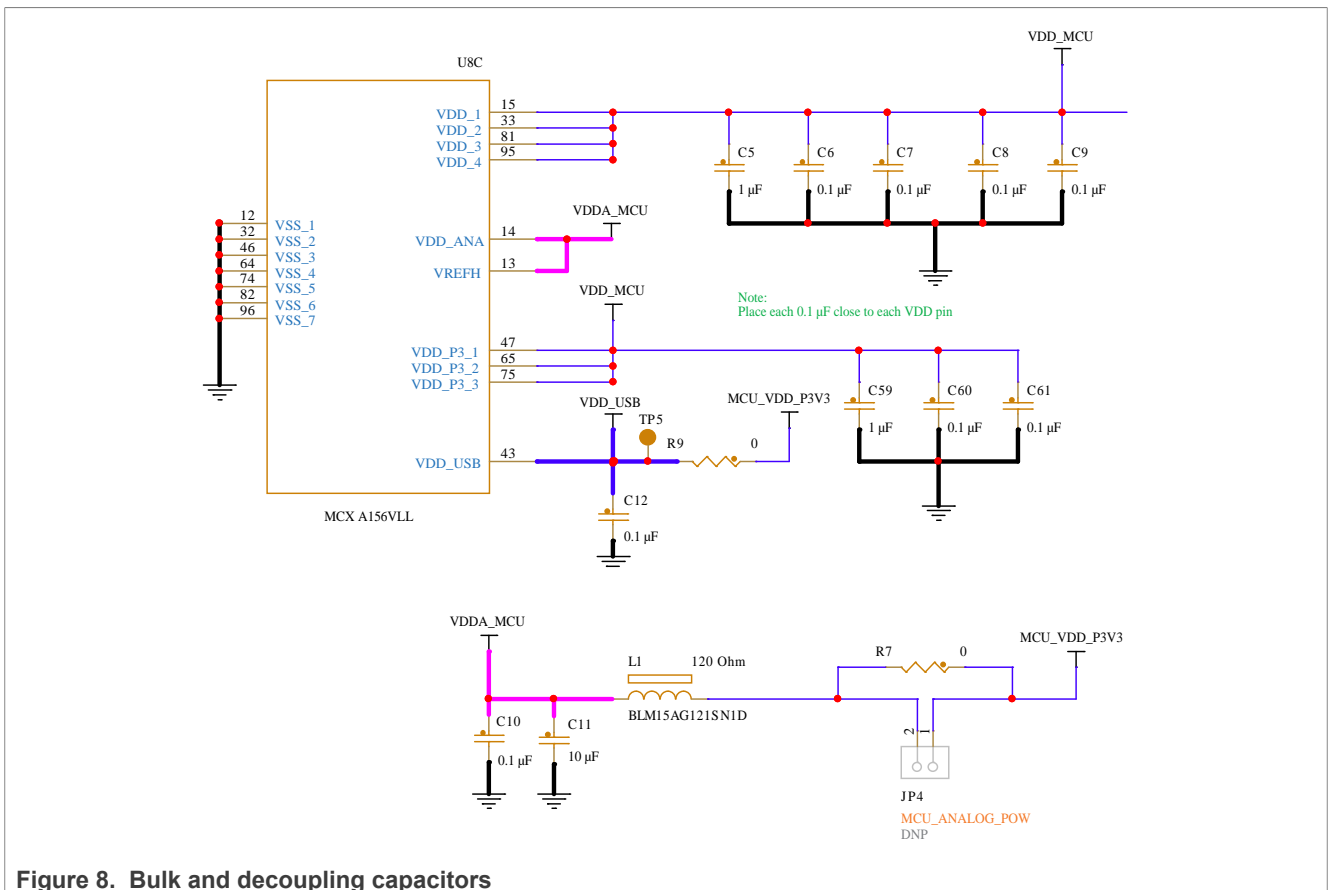 VDD_MCU
U8C
VDD_1 15
VDD_2 33
VDD_3 81
VDD_4 95
C5 1 µF
C6 0.1 µF
C7 0.1 µF
C8 0.1 µF
C9 0.1 µF
12 VSS_1
32 VSS_2
46 VSS_3
64 VSS_4
74 VSS_5
82 VSS_6
96 VSS_7
VDDA_MCU
VDD_ANA 14
VREFH 13
VDD_MCU
Note:
Place each 0.1 µF close to each VDD pin
VDD_P3_1 47
VDD_P3_2 65
VDD_P3_3 75
C59 1 µF
C60 0.1 µF
C61 0.1 µF
VDD_USB
TP5
MCU_VDD_P3V3
R9 0
VDD_USB 43
C12 0.1 µF
MCX A156VLL
VDDA_MCU
C10 0.1 µF
C11 10 µF
L1 120 Ohm
BLM15AG121SN1D
R7 0
MCU_VDD_P3V3
2 1
JP4
MCU_ANALOG_POW
DNP
Figure 8. Bulk and decoupling capacitors